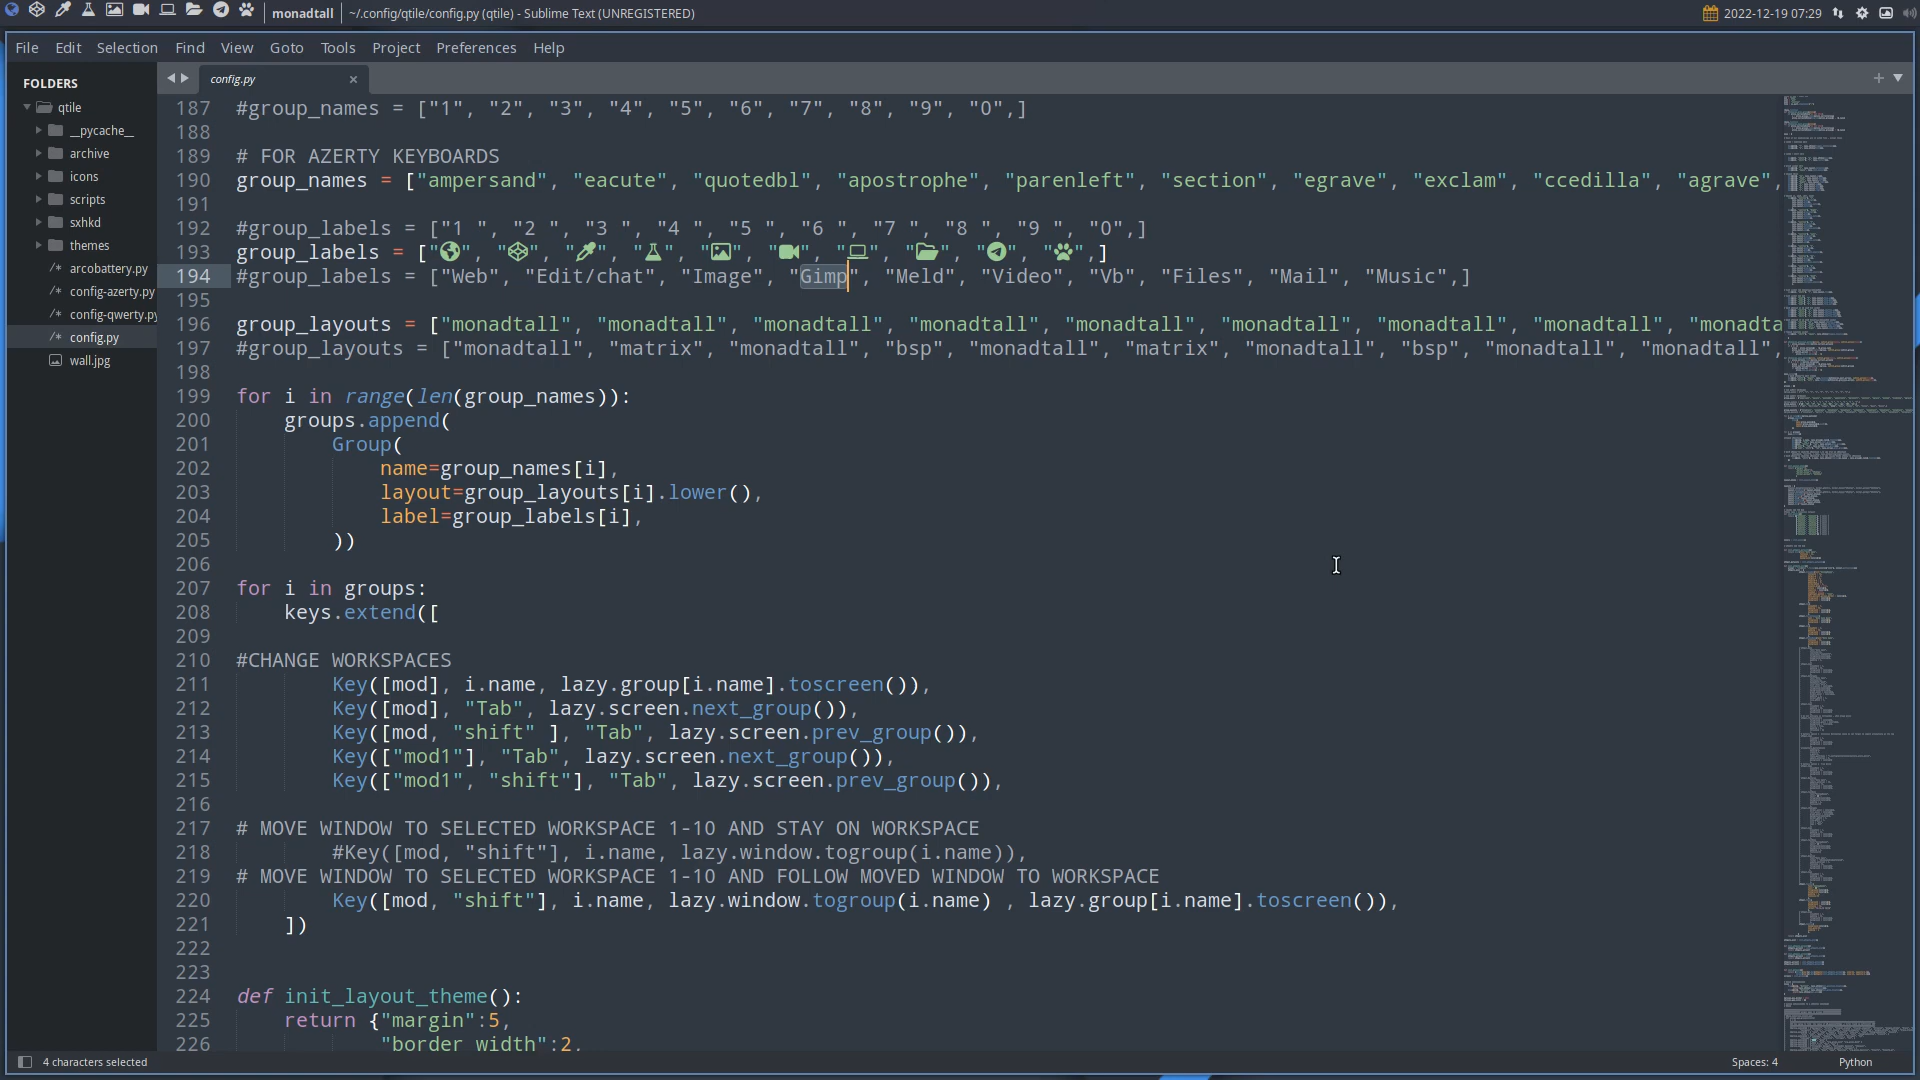 monadtall ~/.config/qtile/config.py (qtile) - Sublime Text (UNREGISTERED) 2022-12-19 07:29
File Edit Selection Find View Goto Tools Project Preferences Help
FOLDERS
qtile
__pycache__
archive
icons
scripts
sxhkd
themes
/* arcobattery.py
/* config-azerty.py
/* config-qwerty.py
/* config.py
wall.jpg
config.py
187 #group_names = ["1", "2", "3", "4", "5", "6", "7", "8", "9", "0",]
188
189 # FOR AZERTY KEYBOARDS
190 group_names = ["ampersand", "eacute", "quotedbl", "apostrophe", "parenleft", "section", "egrave", "exclam", "ccedilla", "agrave",
191
192 #group_labels = ["1 ", "2 ", "3 ", "4 ", "5 ", "6 ", "7 ", "8 ", "9 ", "0",]
193 group_labels = ["", "", "", "", "", "", "", "", "", "",]
194 #group_labels = ["Web", "Edit/chat", "Image", "Gimp", "Meld", "Video", "Vb", "Files", "Mail", "Music",]
195
196 group_layouts = ["monadtall", "monadtall", "monadtall", "monadtall", "monadtall", "monadtall", "monadtall", "monadtall", "monadta
197 #group_layouts = ["monadtall", "matrix", "monadtall", "bsp", "monadtall", "matrix", "monadtall", "bsp", "monadtall", "monadtall",
198
199 for i in range(len(group_names)):
200 groups.append(
201 Group(
202 name=group_names[i],
203 layout=group_layouts[i].lower(),
204 label=group_labels[i],
205 ))
206
207 for i in groups:
208 keys.extend([
209
210 #CHANGE WORKSPACES
211 Key([mod], i.name, lazy.group[i.name].toscreen()),
212 Key([mod], "Tab", lazy.screen.next_group()),
213 Key([mod, "shift" ], "Tab", lazy.screen.prev_group()),
214 Key(["mod1"], "Tab", lazy.screen.next_group()),
215 Key(["mod1", "shift"], "Tab", lazy.screen.prev_group()),
216
217 # MOVE WINDOW TO SELECTED WORKSPACE 1-10 AND STAY ON WORKSPACE
218 #Key([mod, "shift"], i.name, lazy.window.togroup(i.name)),
219 # MOVE WINDOW TO SELECTED WORKSPACE 1-10 AND FOLLOW MOVED WINDOW TO WORKSPACE
220 Key([mod, "shift"], i.name, lazy.window.togroup(i.name) , lazy.group[i.name].toscreen()),
221 ])
222
223
224 def init_layout_theme():
225 return {"margin":5,
226 "border_width":2,
4 characters selected Spaces: 4 Python